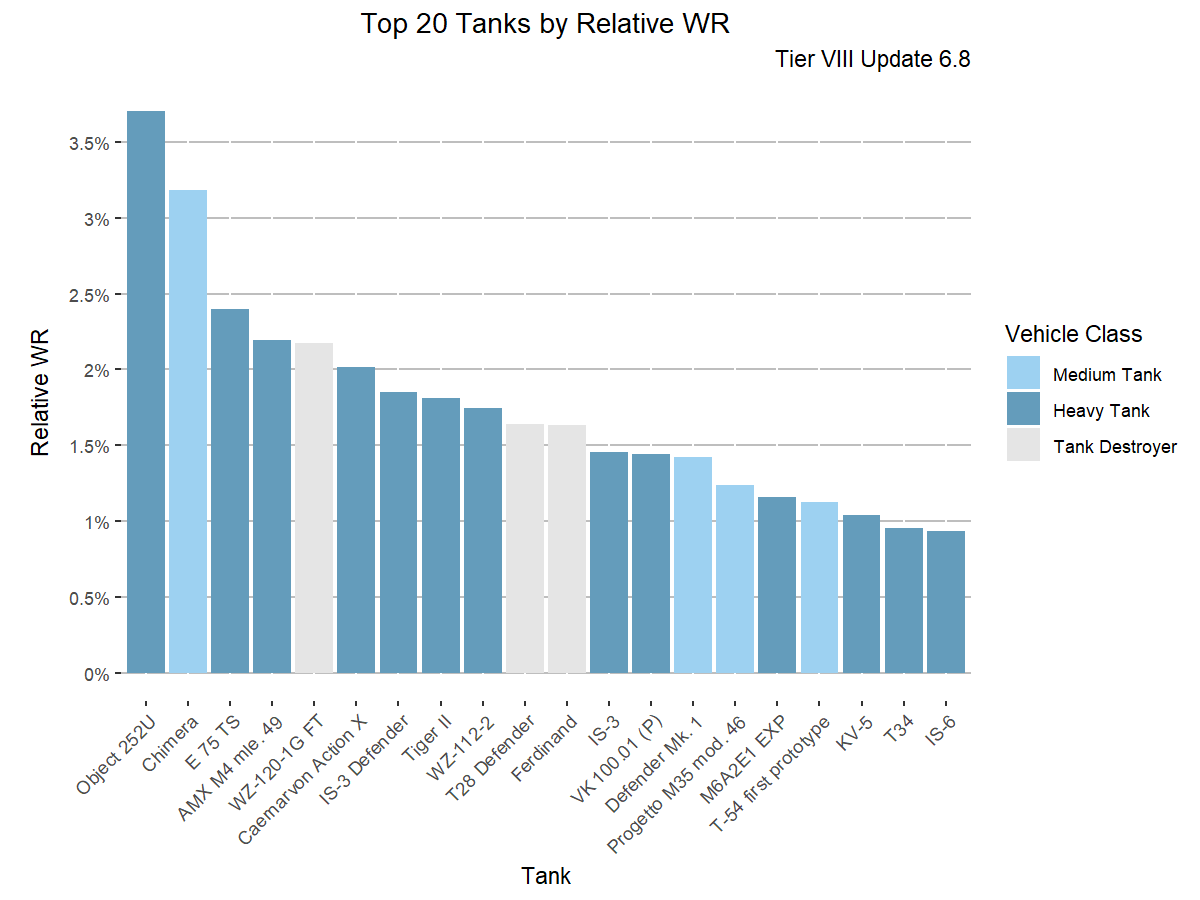 Top 20 Tanks by Relative WR
Tier VIII Update 6.8
3.5%
3%
2.5%
2%
1.5%
1%
0.5%
0%
Relative WR
Object 252U
Chimera
E 75 TS
AMX M4 mle. 49
WZ-120-1G FT
Caernarvon Action X
IS-3 Defender
Tiger II
WZ-112-2
T28 Defender
Ferdinand
IS-3
VK 100.01 (P)
Defender Mk. 1
Progetto M35 mod. 46
M6A2E1 EXP
T-54 first prototype
KV-5
T34
IS-6
Tank
Vehicle Class
Medium Tank
Heavy Tank
Tank Destroyer